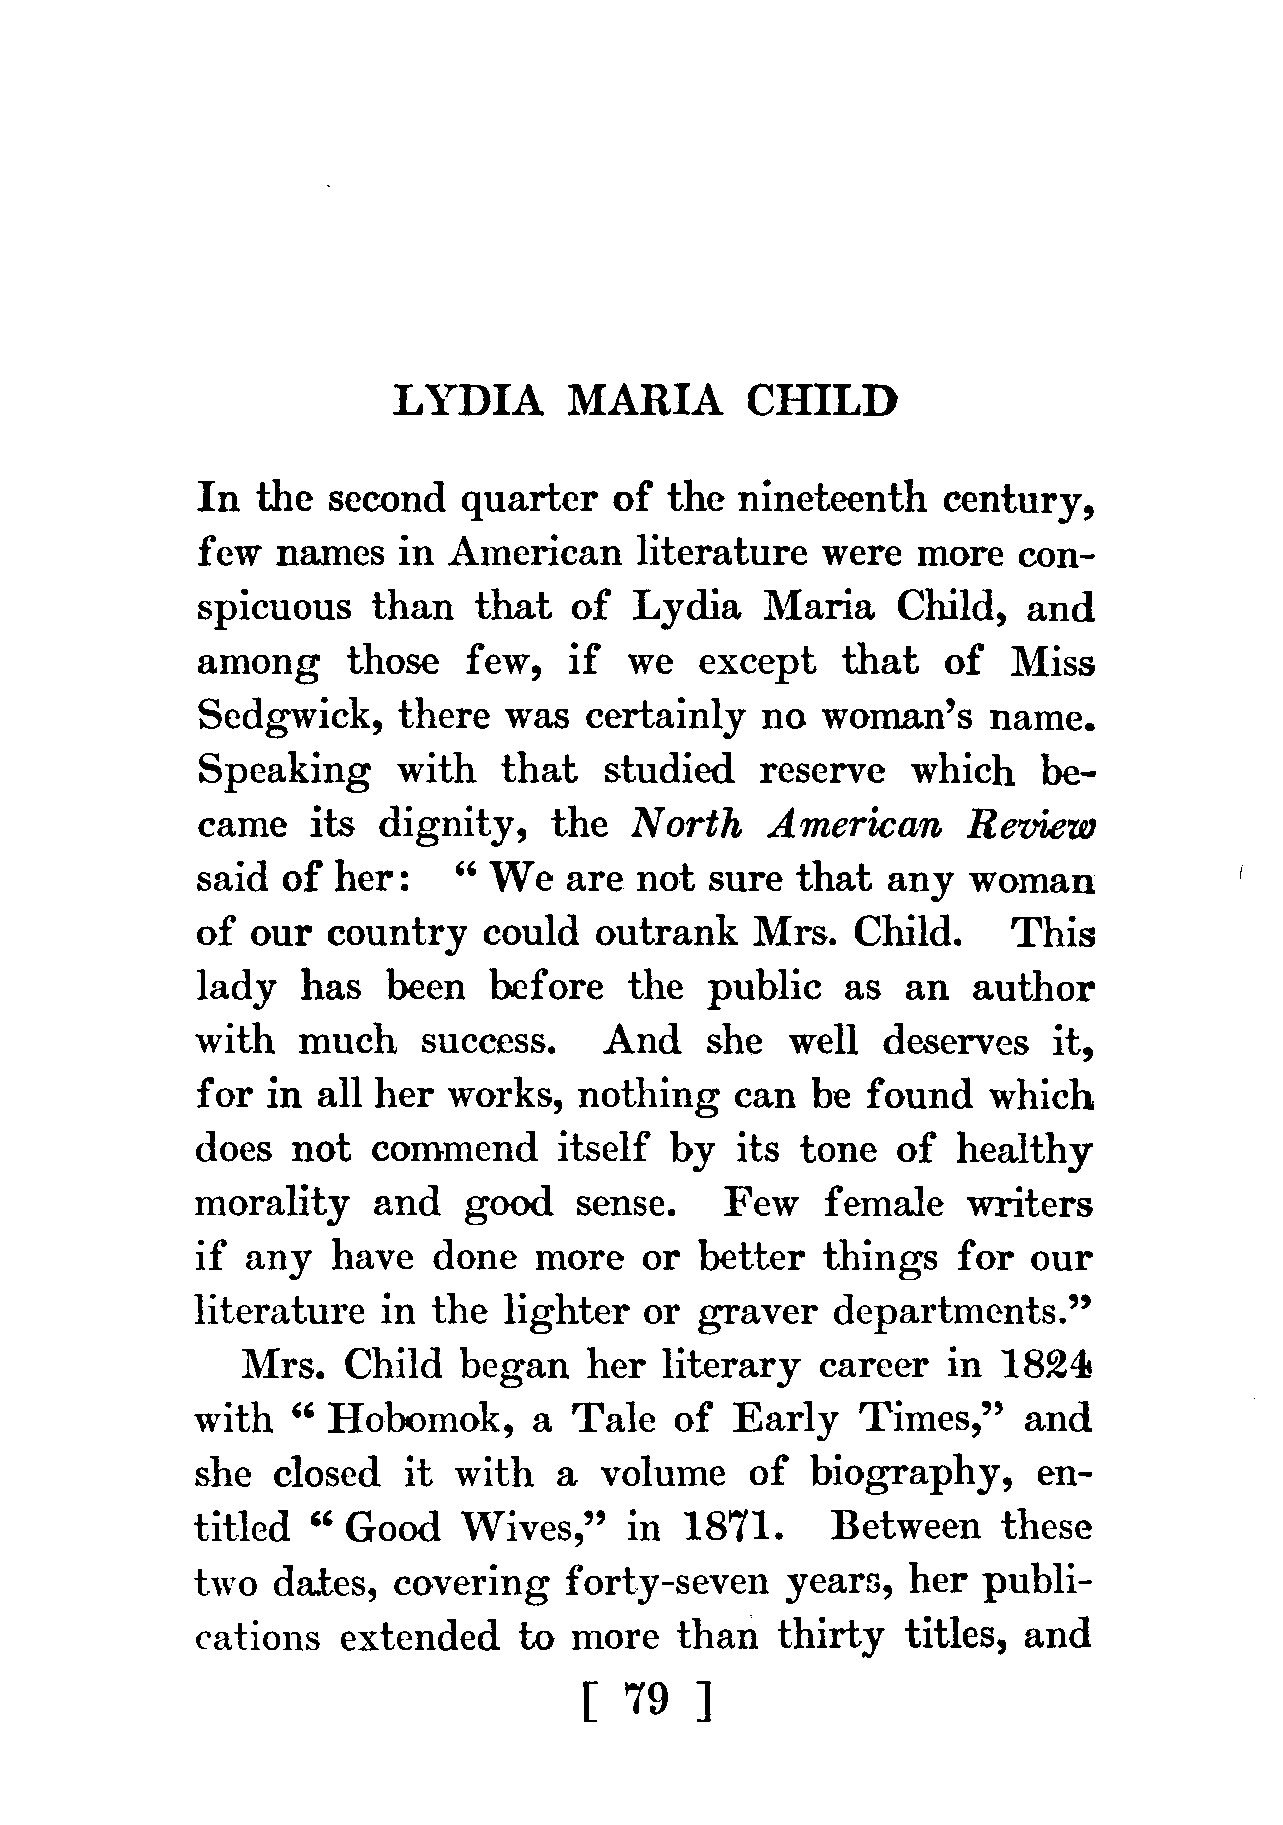 LYDIA MARIA CHILD
In the second quarter of the nineteenth century,
few names in American literature were more con-
spicuous than that of Lydia Maria Child, and
among those few, if we except that of Miss
Sedgwick, there was certainly no woman's name.
Speaking with that studied reserve which be-
came its dignity, the North American Review
said of her: " We are not sure that any woman
of our country could outrank Mrs. Child. This
lady has been before the public as an author
with much success. And she well deserves it,
for in all her works, nothing can be found which
does not commend itself by its tone of healthy
morality and good sense. Few female writers
if any have done more or better things for our
literature in the lighter or graver departments."
Mrs. Child began her literary career in 1824
with " Hobomok, a Tale of Early Times," and
she closed it with a volume of biography, en-
titled " Good Wives," in 1871. Between these
two dates, covering forty-seven years, her publi-
cations extended to more than thirty titles, and
[ 79 ]